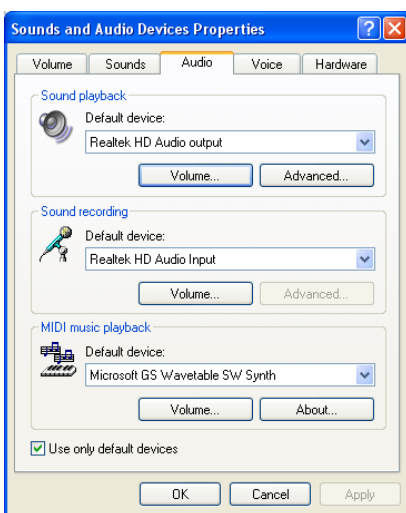 Sounds and Audio Devices Properties
Volume Sounds Audio Voice Hardware
Sound playback
Default device:
Realtek HD Audio output
Volume... Advanced...
Sound recording
Default device:
Realtek HD Audio Input
Volume... Advanced...
MIDI music playback
Default device:
Microsoft GS Wavetable SW Synth
Volume... About...
Use only default devices
OK Cancel Apply